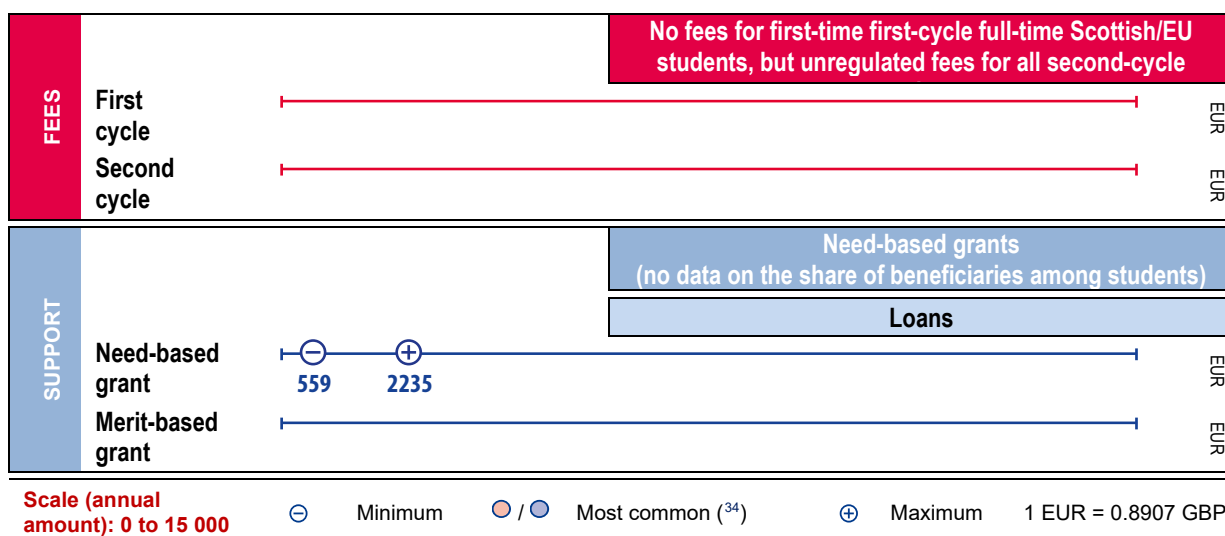 No fees for first-time first-cycle full-time Scottish/EU
students, but unregulated fees for all second-cycle
FEES
First
cycle
EUR
Second
cycle
EUR
Need-based grants
(no data on the share of beneficiaries among students)
Loans
SUPPORT
Need-based
grant
559 2235
EUR
Merit-based
grant
EUR
Scale (annual
amount): 0 to 15 000
Minimum / Most common (34) Maximum 1 EUR = 0.8907 GBP